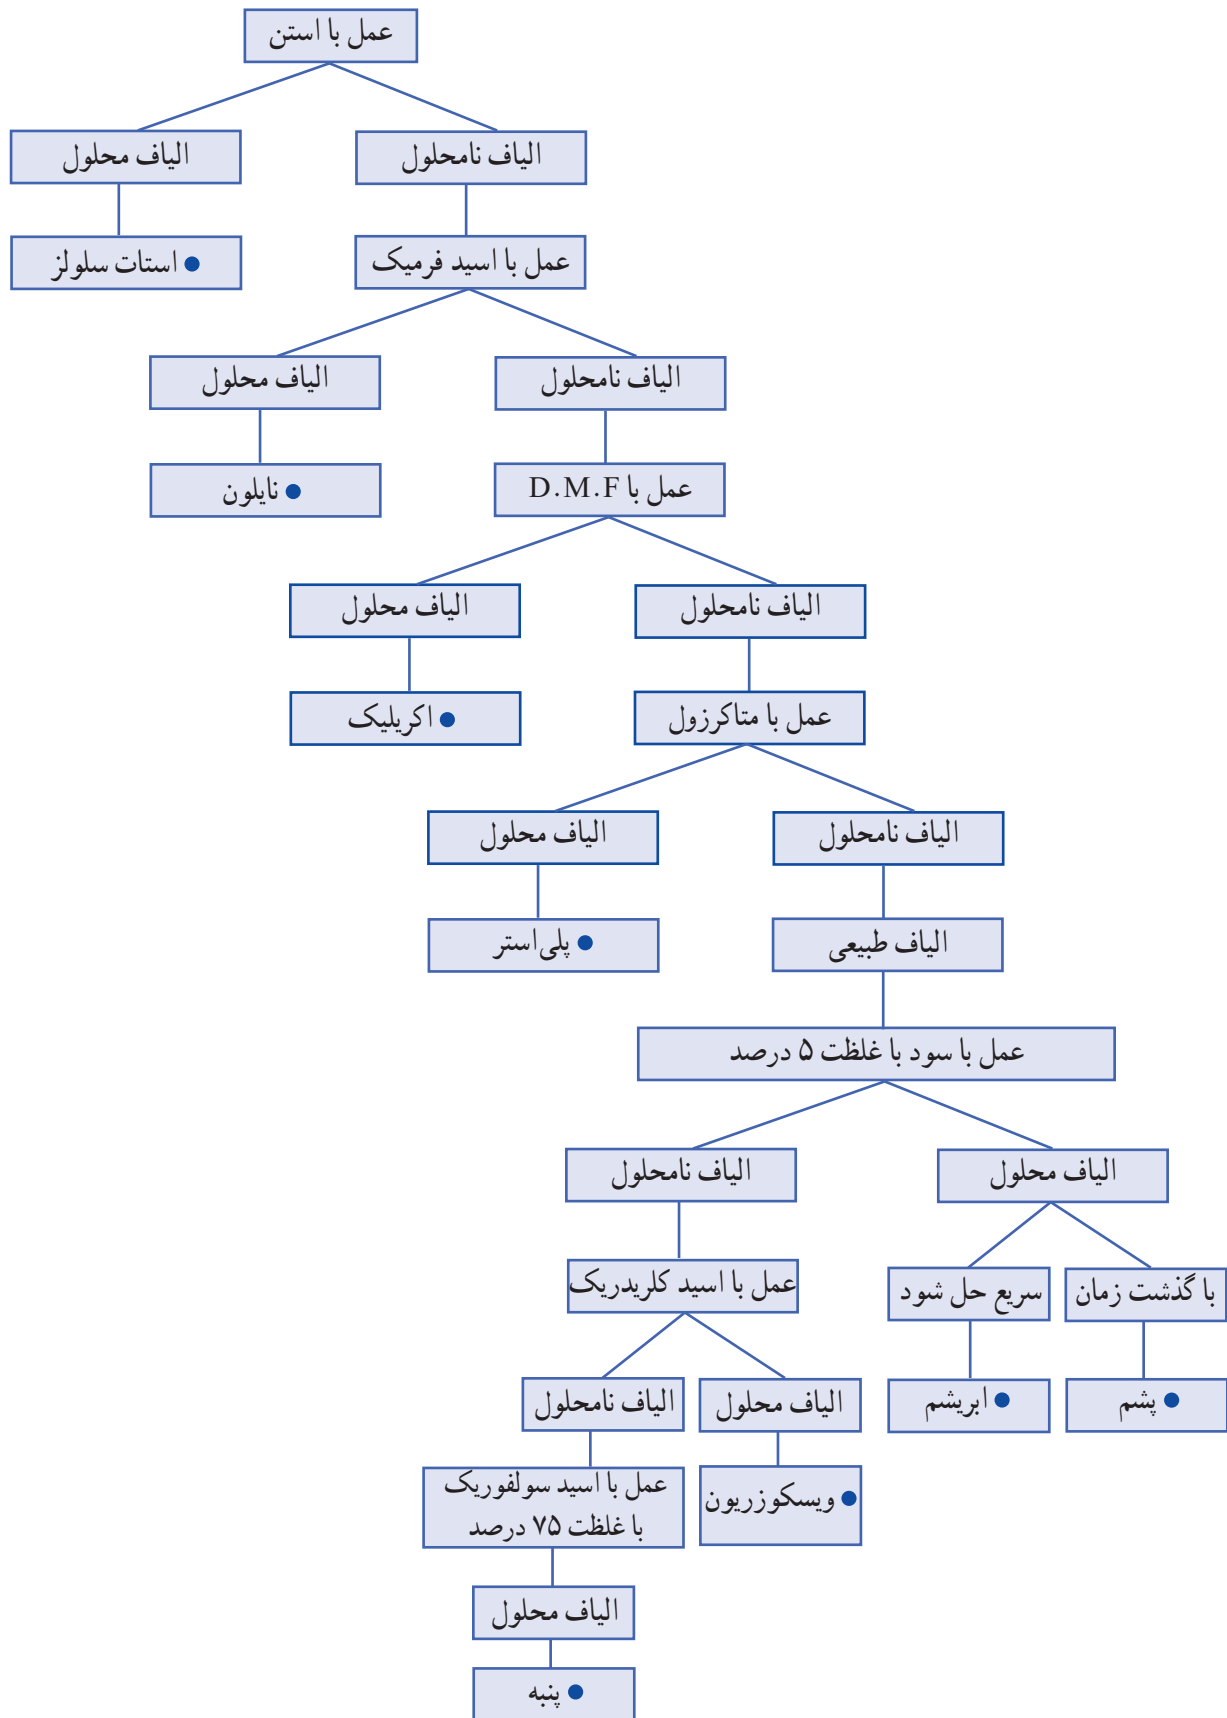 عمل با استن
الیاف نامحلول
الیاف محلول
عمل با اسید فرمیک
● استات سلولز
الیاف نامحلول
الیاف محلول
عمل با D.M.F
● نایلون
الیاف نامحلول
الیاف محلول
عمل با متاکرزول
● اکریلیک
الیاف نامحلول
الیاف محلول
الیاف طبیعی
● پلی‌استر
عمل با سود با غلظت ۵ درصد
الیاف محلول
الیاف نامحلول
با گذشت زمان
سریع حل شود
عمل با اسید کلریدریک
● پشم
● ابریشم
الیاف محلول
الیاف نامحلول
● ویسکوزریون
عمل با اسید سولفوریک
با غلظت ۷۵ درصد
الیاف محلول
● پنبه